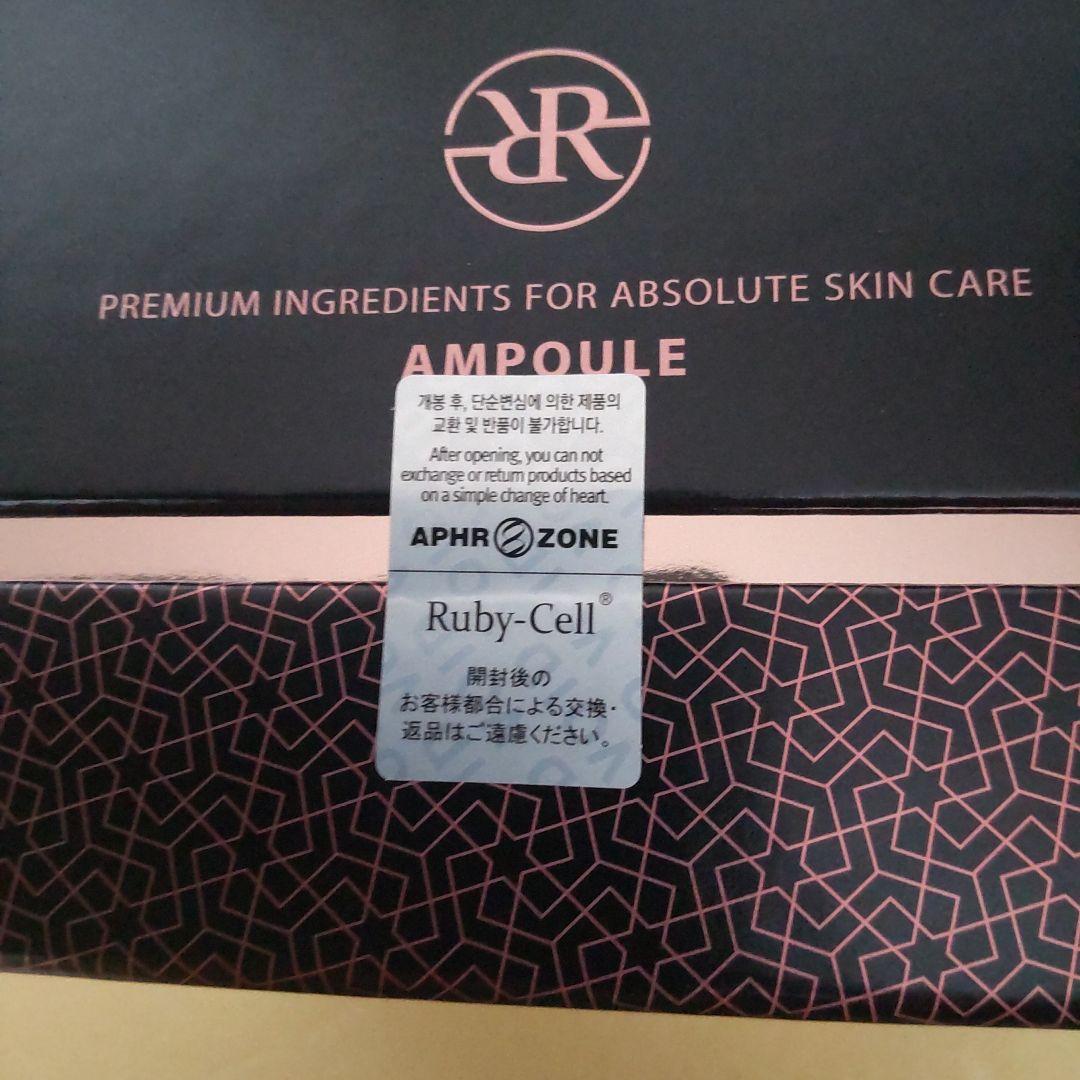 RR
PREMIUM INGREDIENTS FOR ABSOLUTE SKIN CARE
AMPOULE
개봉 후, 단순변심에 의한 제품의
교환 및 반품이 불가합니다.
After opening, you can not
exchange or return products based
on a simple change of heart.
APHR ZONE
Ruby-Cell®
開封後の
お客様都合による交換・
返品はご遠慮ください。